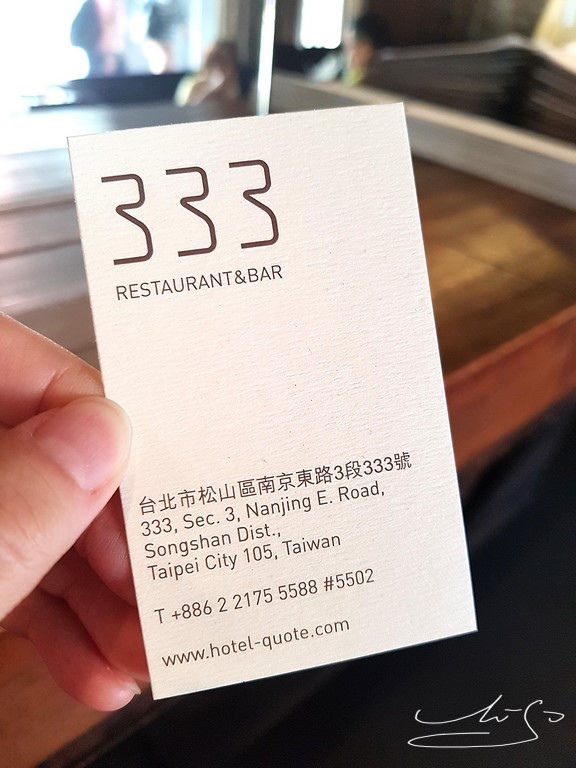 333
RESTAURANT&BAR
台北市松山區南京東路3段333號
333, Sec. 3, Nanjing E. Road,
Songshan Dist.,
Taipei City 105, Taiwan
T +886 2 2175 5588 #5502
www.hotel-quote.com